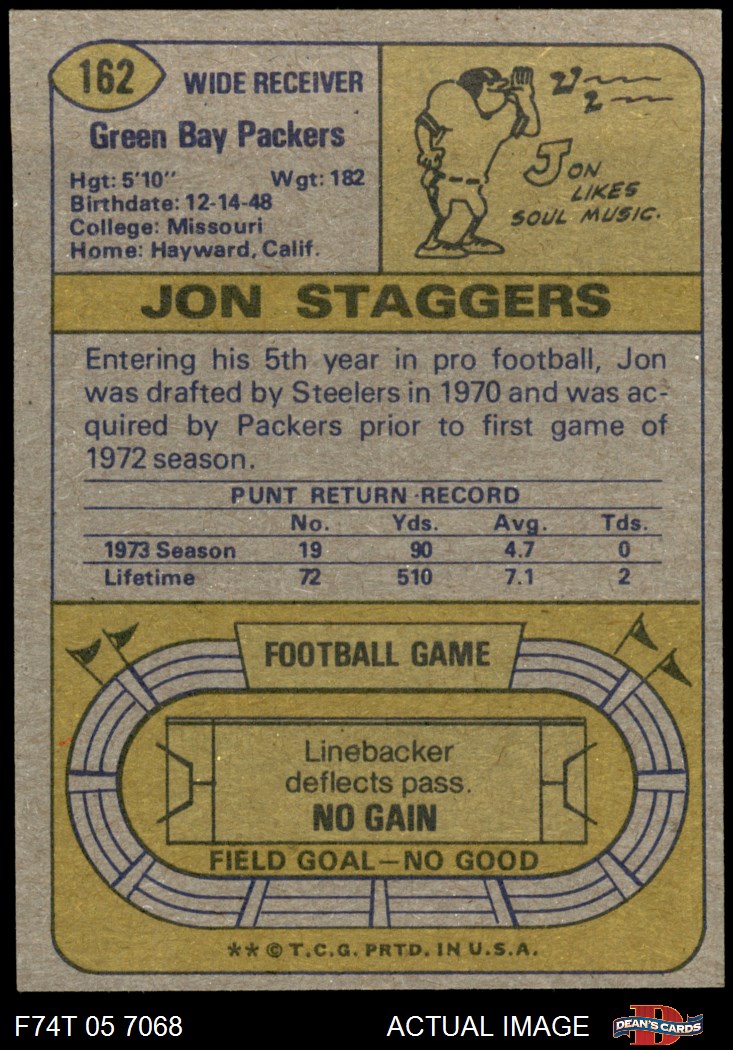 162
WIDE RECEIVER
Green Bay Packers
Hgt: 5'10" Wgt: 182
Birthdate: 12-14-48
College: Missouri
Home: Hayward, Calif.
27
2
JON
LIKES
SOUL MUSIC.
JON STAGGERS
Entering his 5th year in pro football, Jon
was drafted by Steelers in 1970 and was ac-
quired by Packers prior to first game of
1972 season.
PUNT RETURN RECORD
No. Yds. Avg. Tds.
1973 Season 19 90 4.7 0
Lifetime 72 510 7.1 2
FOOTBALL GAME
Linebacker
deflects pass.
NO GAIN
FIELD GOAL—NO GOOD
** © T.C.G. PRTD. IN U.S.A.
F74T 05 7068 ACTUAL IMAGE
D
DEAN'S CARDS